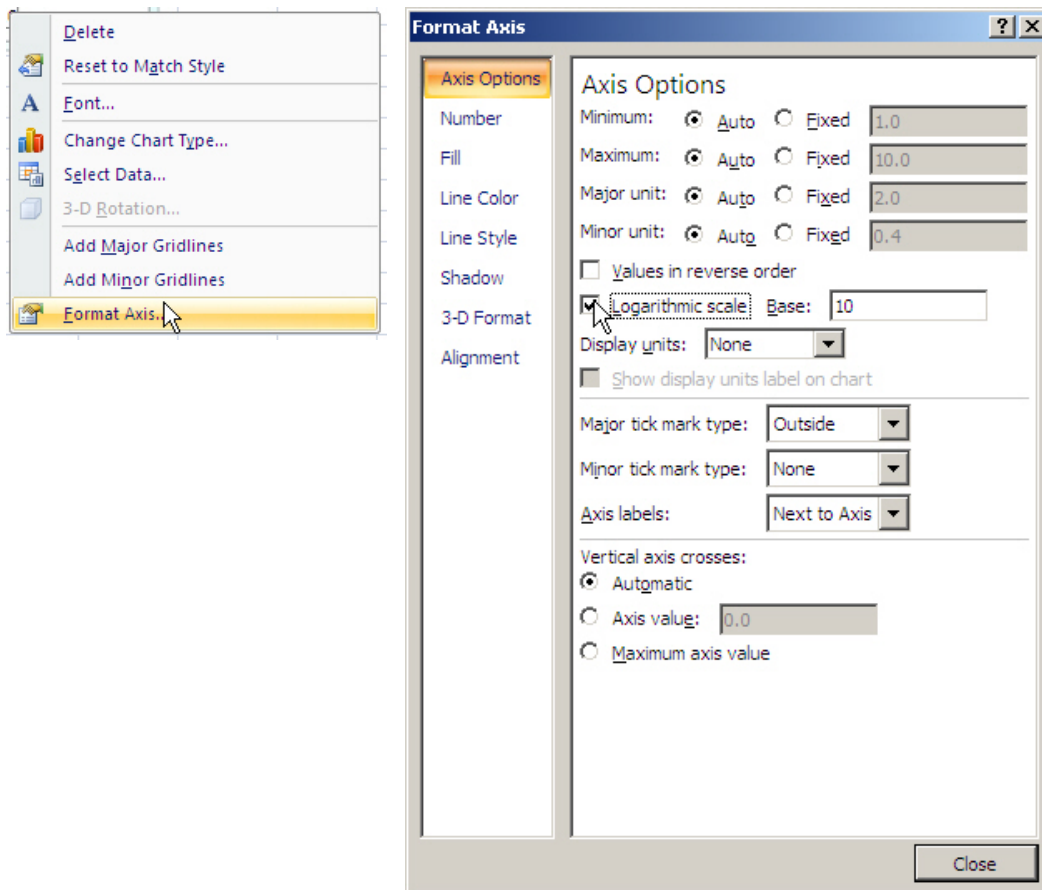 Delete
Reset to Match Style
Font...
Change Chart Type...
Select Data...
3-D Rotation...
Add Major Gridlines
Add Minor Gridlines
Format Axis...
Format Axis
Axis Options
Number
Fill
Line Color
Line Style
Shadow
3-D Format
Alignment
Axis Options
Minimum: Auto Fixed 1.0
Maximum: Auto Fixed 10.0
Major unit: Auto Fixed 2.0
Minor unit: Auto Fixed 0.4
Values in reverse order
Logarithmic scale Base: 10
Display units: None
Show display units label on chart
Major tick mark type: Outside
Minor tick mark type: None
Axis labels: Next to Axis
Vertical axis crosses:
Automatic
Axis value: 0.0
Maximum axis value
Close